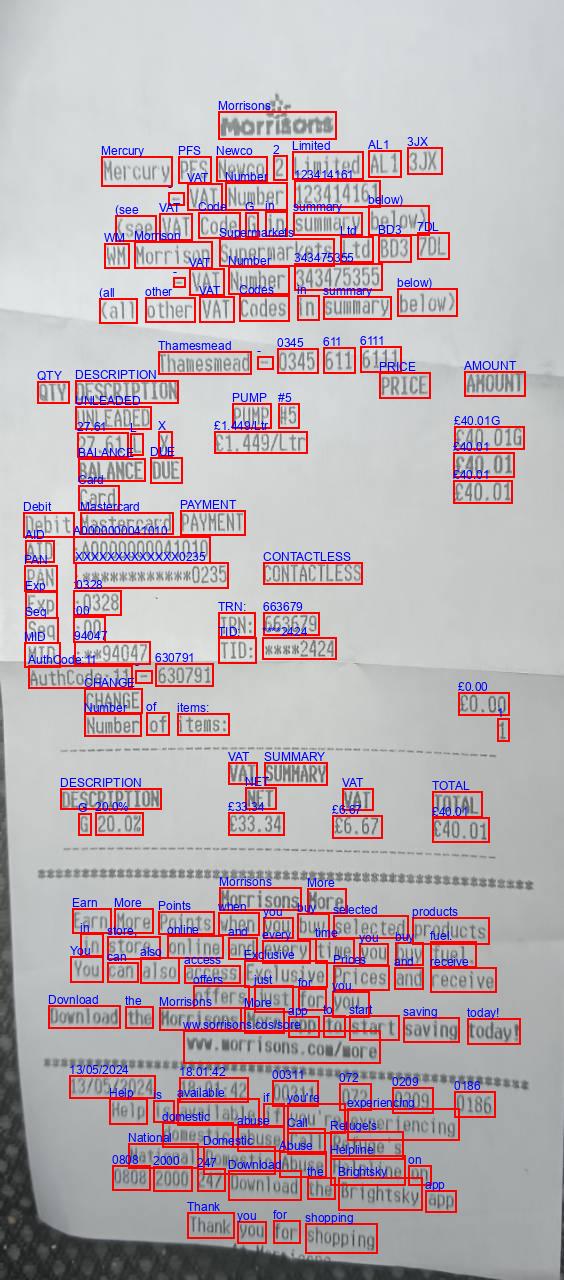 Morrisons
Mercury PFS Newco 2 Limited AL1 3JX
- VAT Number 123414161
(see VAT Code G in summary below)
WM Morrison Supermarkets Ltd BD3 7DL
- VAT Number 343475355
(all other VAT Codes in summary below)
Thamesmead - 0345 611 6111
QTY DESCRIPTION PRICE AMOUNT
UNLEADED PUMP #5
27.61 L X £1.449/Ltr £40.01G
BALANCE DUE £40.01
Card £40.01
Debit Mastercard PAYMENT
AID :A0000000041010
PAN :************0235 CONTACTLESS
Exp :0328
Seq :00 TRN: 663679
MID :**94047 TID: ****2424
AuthCode:11 - 630791
CHANGE £0.00
Number of items: 1
VAT SUMMARY
DESCRIPTION NET VAT TOTAL
G 20.0% £33.34 £6.67 £40.01
Morrisons More
Earn More Points when you buy selected products
in store, online and every time you buy fuel.
You can also access Exclusive Prices and receive
offers just for you.
Download the Morrisons More app to start saving today!
www.morrisons.com/more
13/05/2024 18:01:42 00311 072 0209 0186
Help is available if you're experiencing
domestic abuse Call Refuge's
National Domestic Abuse Helpline on
0808 2000 247 Download the Brightsky app
Thank you for shopping
At Morrisons